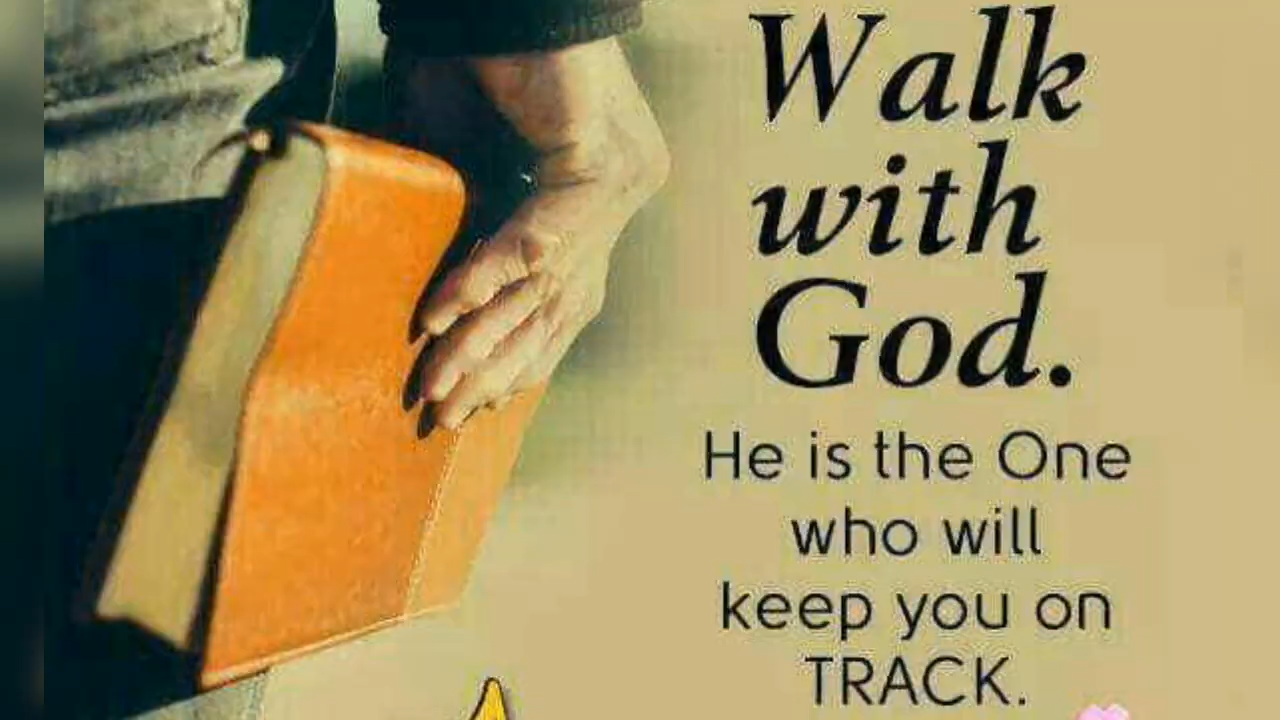 Walk
with
God.
He is the One
who will
keep you on
TRACK.